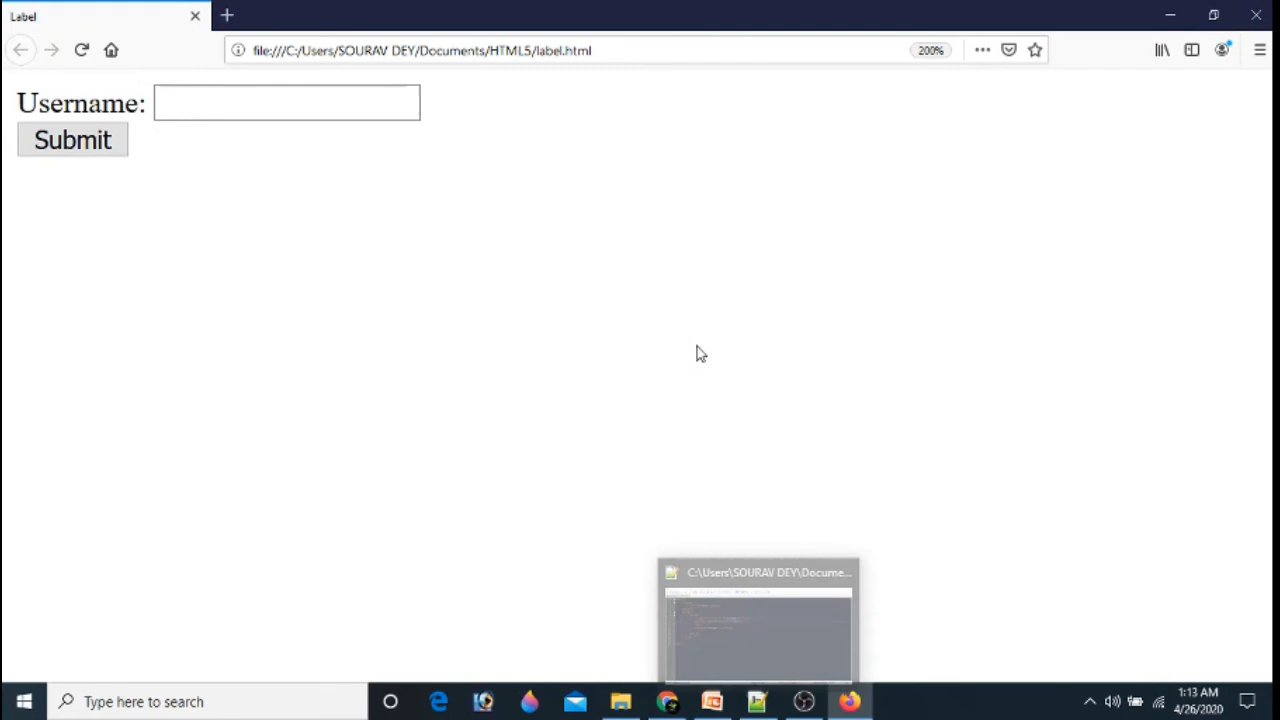 Label
file:///C:/Users/SOURAV DEY/Documents/HTML5/label.html
200%
Username:
Submit
C:\Users\SOURAV DEY\Docume...
Type here to search
1:13 AM
4/26/2020